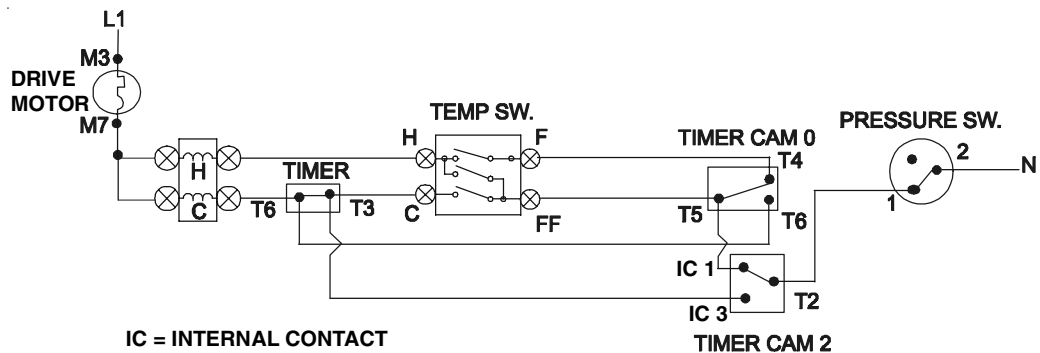 L1
M3
DRIVE
MOTOR
M7
TEMP SW.
H
F
TIMER CAM 0
T4
PRESSURE SW.
2
N
1
H
TIMER
C
T6
T3
C
FF
T5
T6
IC 1
T2
IC 3
IC = INTERNAL CONTACT
TIMER CAM 2